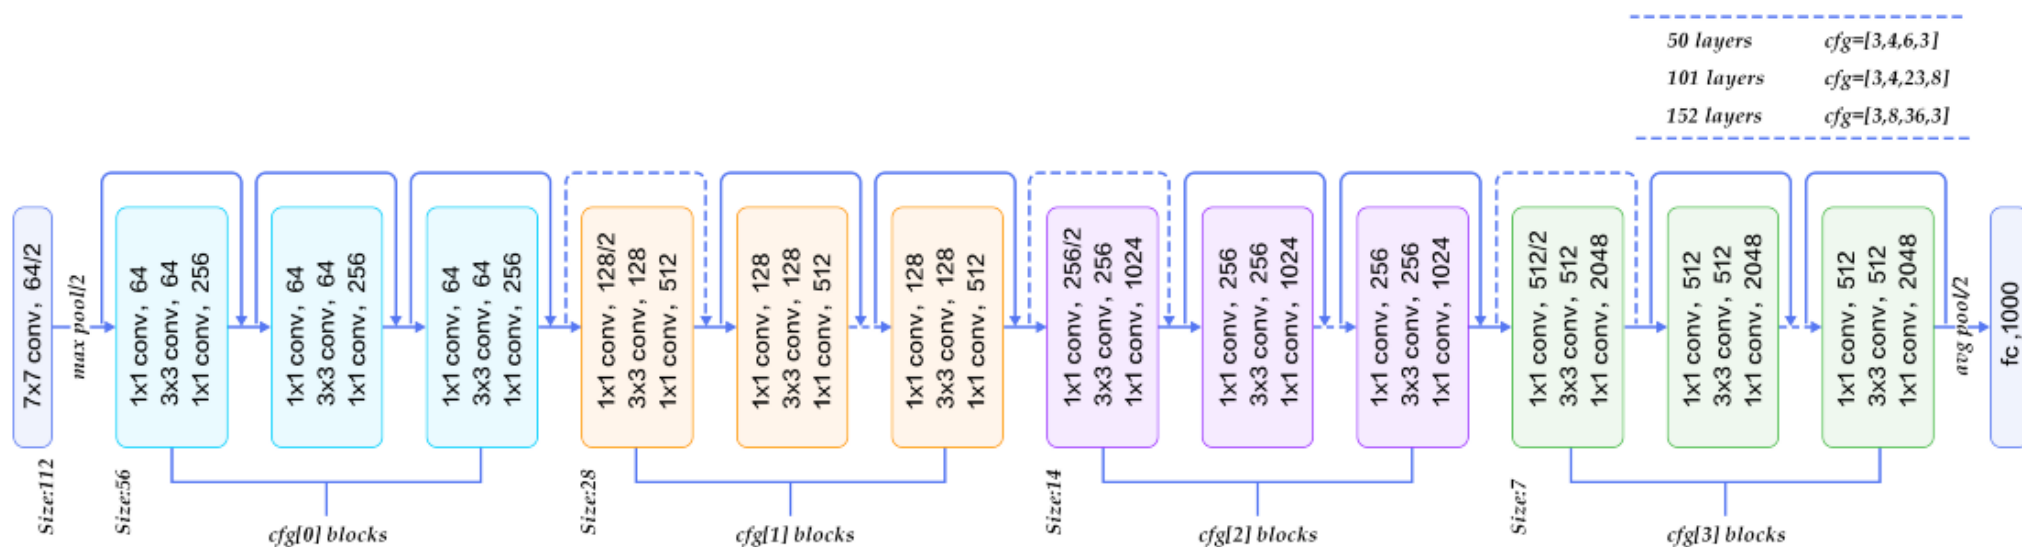 50 layers cfg=[3,4,6,3]
101 layers cfg=[3,4,23,8]
152 layers cfg=[3,8,36,3]
7x7 conv, 64/2
max pool/2
1x1 conv, 64
3x3 conv, 64
1x1 conv, 256
1x1 conv, 64
3x3 conv, 64
1x1 conv, 256
1x1 conv, 64
3x3 conv, 64
1x1 conv, 256
1x1 conv, 128/2
3x3 conv, 128
1x1 conv, 512
1x1 conv, 128
3x3 conv, 128
1x1 conv, 512
1x1 conv, 128
3x3 conv, 128
1x1 conv, 512
1x1 conv, 256/2
3x3 conv, 256
1x1 conv, 1024
1x1 conv, 256
3x3 conv, 256
1x1 conv, 1024
1x1 conv, 256
3x3 conv, 256
1x1 conv, 1024
1x1 conv, 512/2
3x3 conv, 512
1x1 conv, 2048
1x1 conv, 512
3x3 conv, 512
1x1 conv, 2048
1x1 conv, 512
3x3 conv, 512
1x1 conv, 2048
avg pool/2
fc ,1000
Size:112
Size:56
cfg[0] blocks
Size:28
cfg[1] blocks
Size:14
cfg[2] blocks
Size:7
cfg[3] blocks